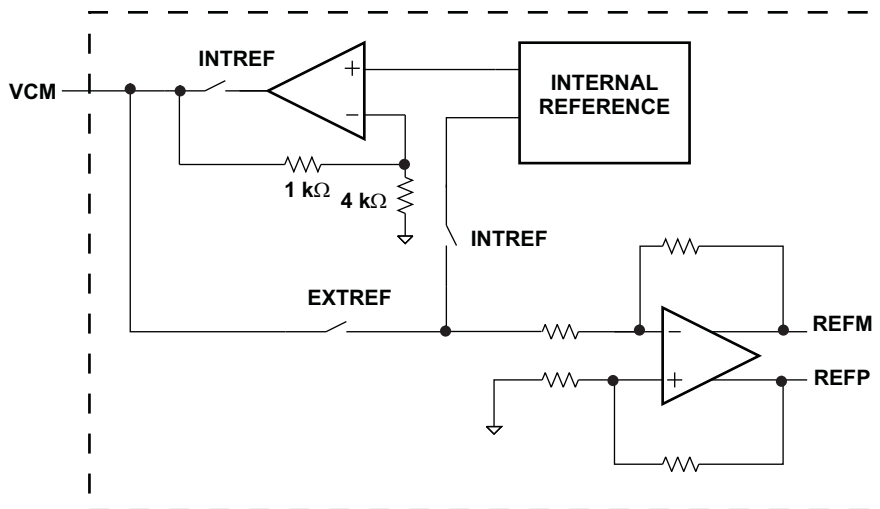 INTREF
VCM
INTERNAL
REFERENCE
+
−
1 kΩ
4 kΩ
INTREF
EXTREF
−
+
REFM
REFP